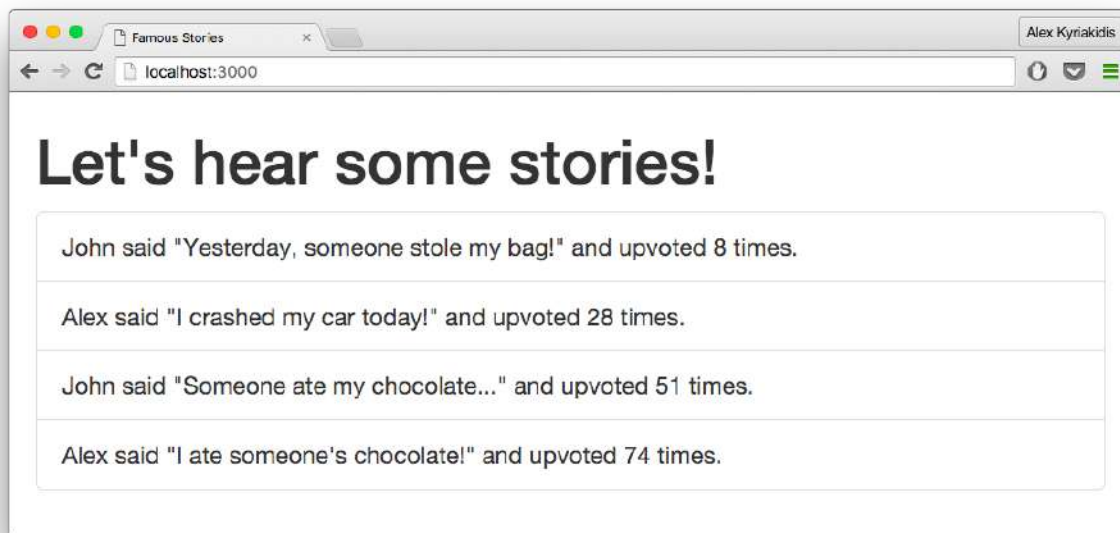 Famous Stories
Alex Kyriakidis
localhost:3000
Let's hear some stories!
John said "Yesterday, someone stole my bag!" and upvoted 8 times.
Alex said "I crashed my car today!" and upvoted 28 times.
John said "Someone ate my chocolate..." and upvoted 51 times.
Alex said "I ate someone's chocolate!" and upvoted 74 times.